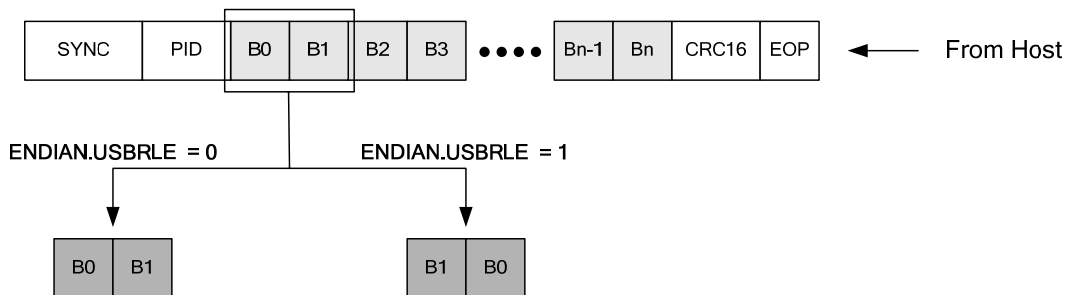 SYNC PID B0 B1 B2 B3 •••• Bn-1 Bn CRC16 EOP From Host
ENDIAN.USBRLE = 0 ENDIAN.USBRLE = 1
B0 B1 B1 B0